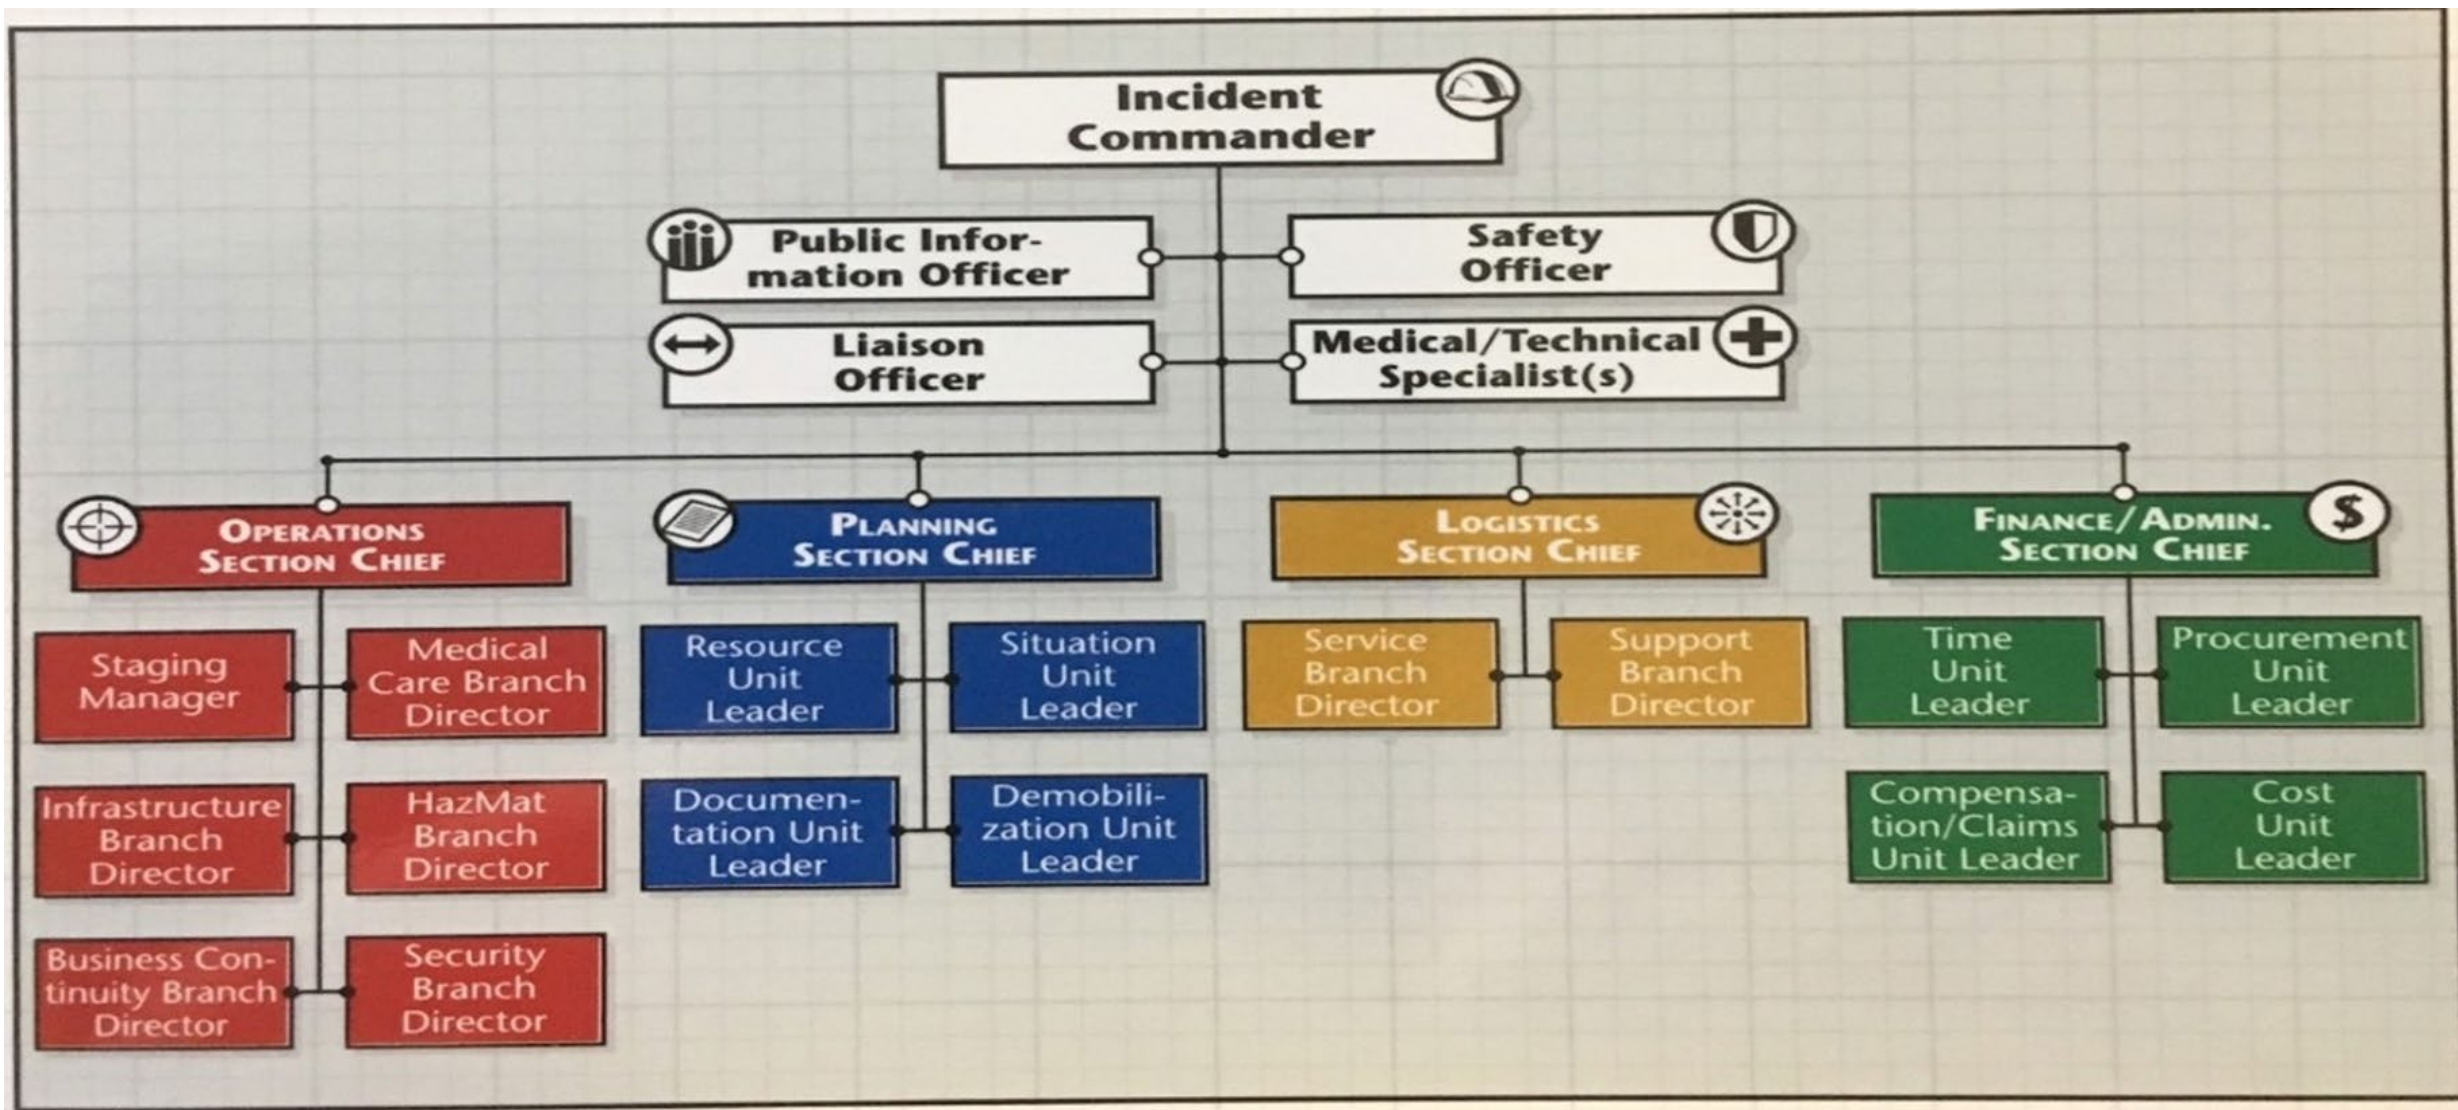 Incident
Commander
Public Infor-
mation Officer
Safety
Officer
Liaison
Officer
Medical/Technical
Specialist(s)
OPERATIONS
SECTION CHIEF
PLANNING
SECTION CHIEF
LOGISTICS
SECTION CHIEF
FINANCE/ADMIN.
SECTION CHIEF
$
Staging
Manager
Medical
Care Branch
Director
Infrastructure
Branch
Director
HazMat
Branch
Director
Business Con-
tinuity Branch
Director
Security
Branch
Director
Resource
Unit
Leader
Situation
Unit
Leader
Documen-
tation Unit
Leader
Demobili-
zation Unit
Leader
Service
Branch
Director
Support
Branch
Director
Time
Unit
Leader
Procurement
Unit
Leader
Compensa-
tion/Claims
Unit Leader
Cost
Unit
Leader